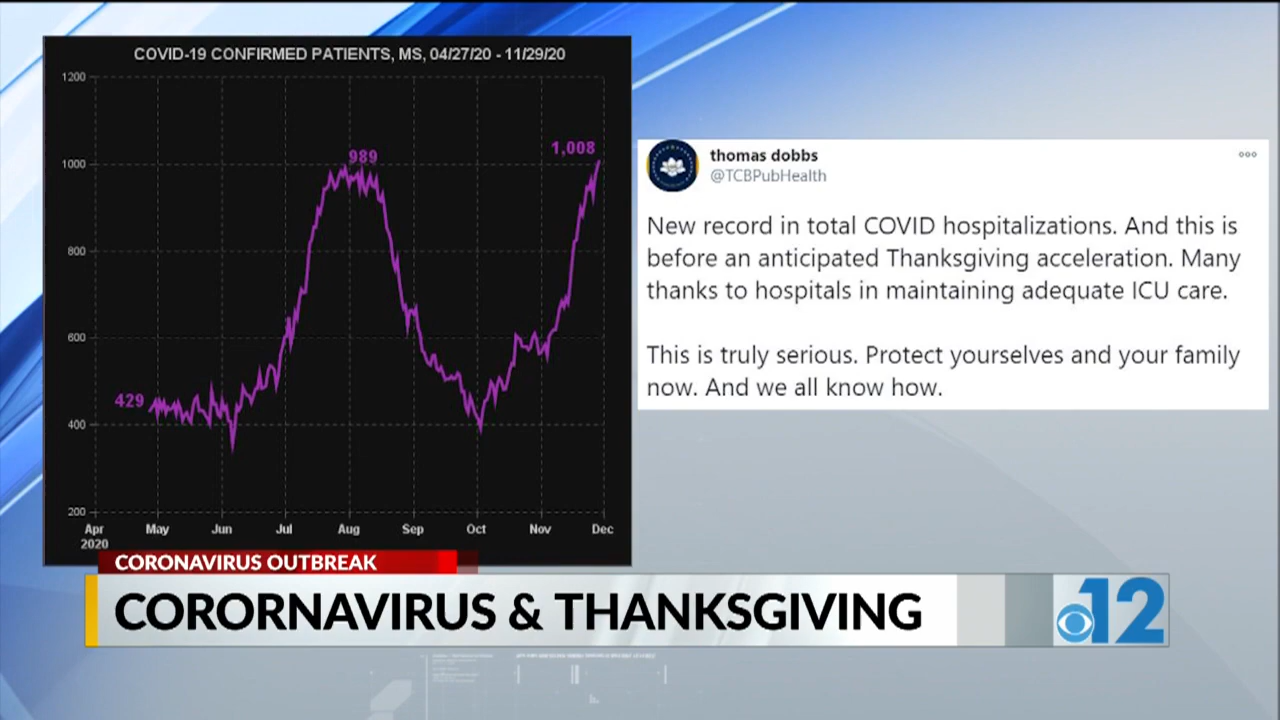 COVID-19 CONFIRMED PATIENTS, MS, 04/27/20 - 11/29/20
1200
1000
800
600
400
200
989
1,008
429
Apr May Jun Jul Aug Sep Oct Nov Dec
2020
thomas dobbs
@TCBPubHealth
New record in total COVID hospitalizations. And this is
before an anticipated Thanksgiving acceleration. Many
thanks to hospitals in maintaining adequate ICU care.
This is truly serious. Protect yourselves and your family
now. And we all know how.
CORONAVIRUS OUTBREAK
CORORNAVIRUS & THANKSGIVING
12